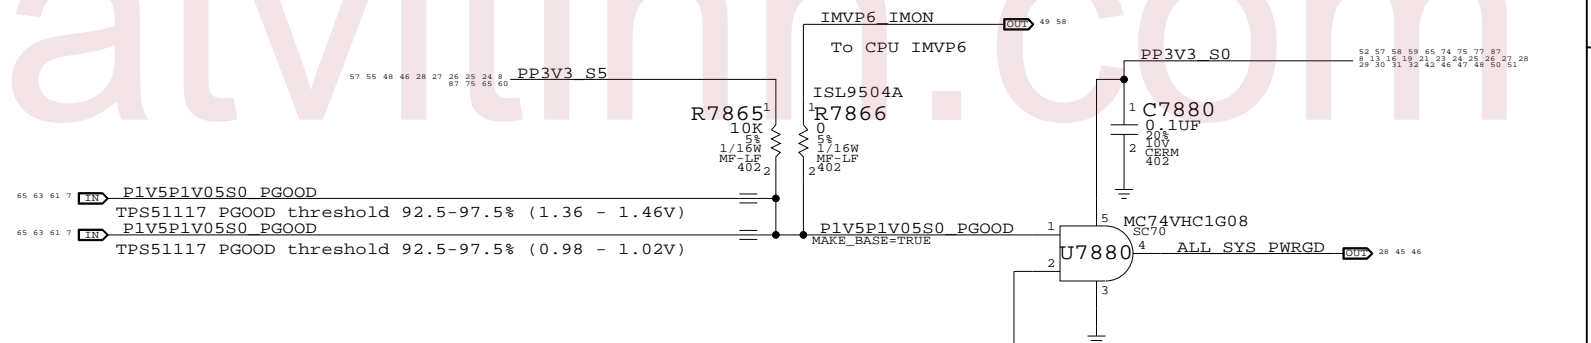 atvitinn.com
IMVP6_IMON
OUT
49 58
To CPU IMVP6
PP3V3_S0
52 57 58 59 65 74 75 77 87
8 13 16 19 21 23 24 25 26 27 28
29 30 31 32 42 46 47 48 50 51
57 55 48 46 28 27 26 25 24 8
87 75 65 60
PP3V3_S5
ISL9504A
R7865
1
10K
5%
1/16W
MF-LF
402
2
1
R7866
0
5%
1/16W
MF-LF
2
402
1
C7880
0.1UF
20%
10V
2
CERM
402
65 63 61 7
IN
P1V5P1V05S0_PGOOD
TPS51117 PGOOD threshold 92.5-97.5% (1.36 - 1.46V)
65 63 61 7
IN
P1V5P1V05S0_PGOOD
TPS51117 PGOOD threshold 92.5-97.5% (0.98 - 1.02V)
P1V5P1V05S0_PGOOD
MAKE_BASE=TRUE
1
5
MC74VHC1G08
SC70
U7880
4
ALL_SYS_PWRGD
OUT
28 45 46
2
3